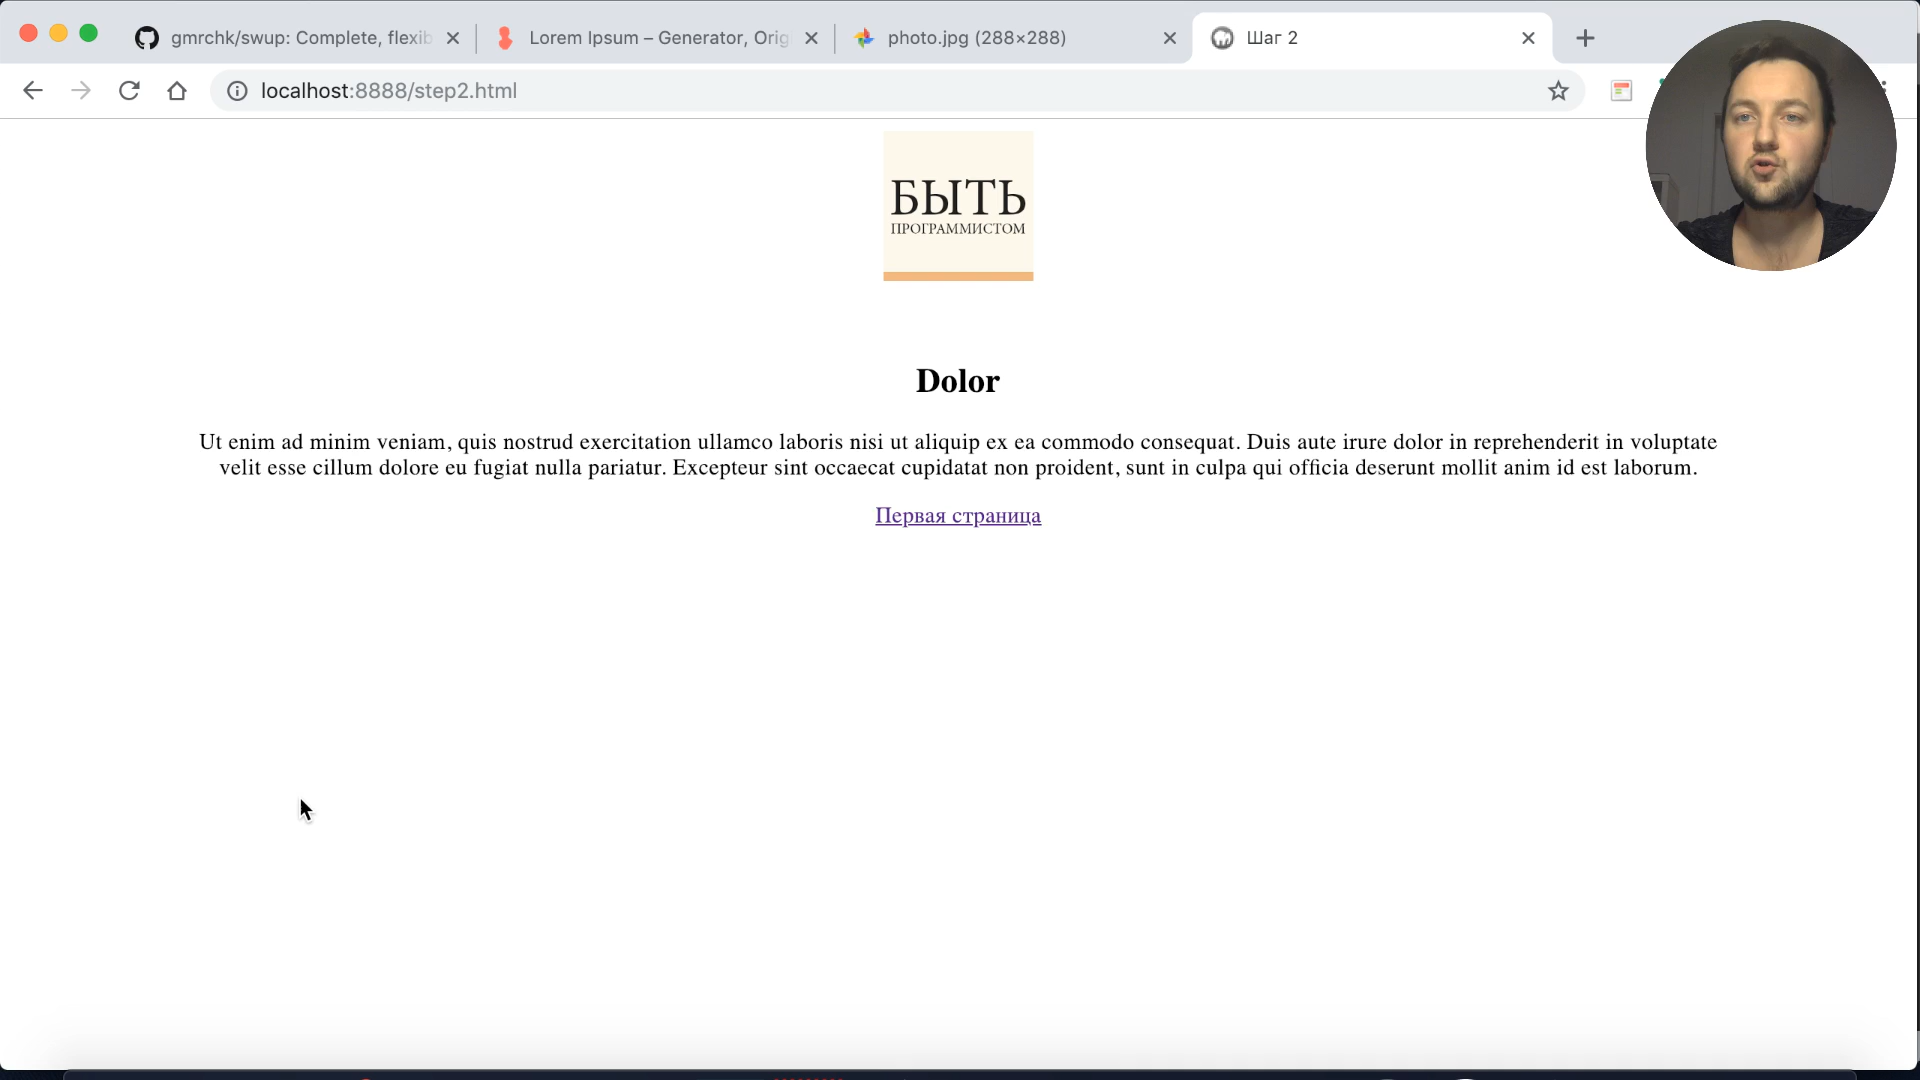 gmrchk/swup: Complete, flexib
Lorem Ipsum – Generator, Orig
photo.jpg (288×288)
Шаг 2
localhost:8888/step2.html
БЫТЬ
ПРОГРАММИСТОМ
Dolor
Ut enim ad minim veniam, quis nostrud exercitation ullamco laboris nisi ut aliquip ex ea commodo consequat. Duis aute irure dolor in reprehenderit in voluptate
velit esse cillum dolore eu fugiat nulla pariatur. Excepteur sint occaecat cupidatat non proident, sunt in culpa qui officia deserunt mollit anim id est laborum.
Первая страница